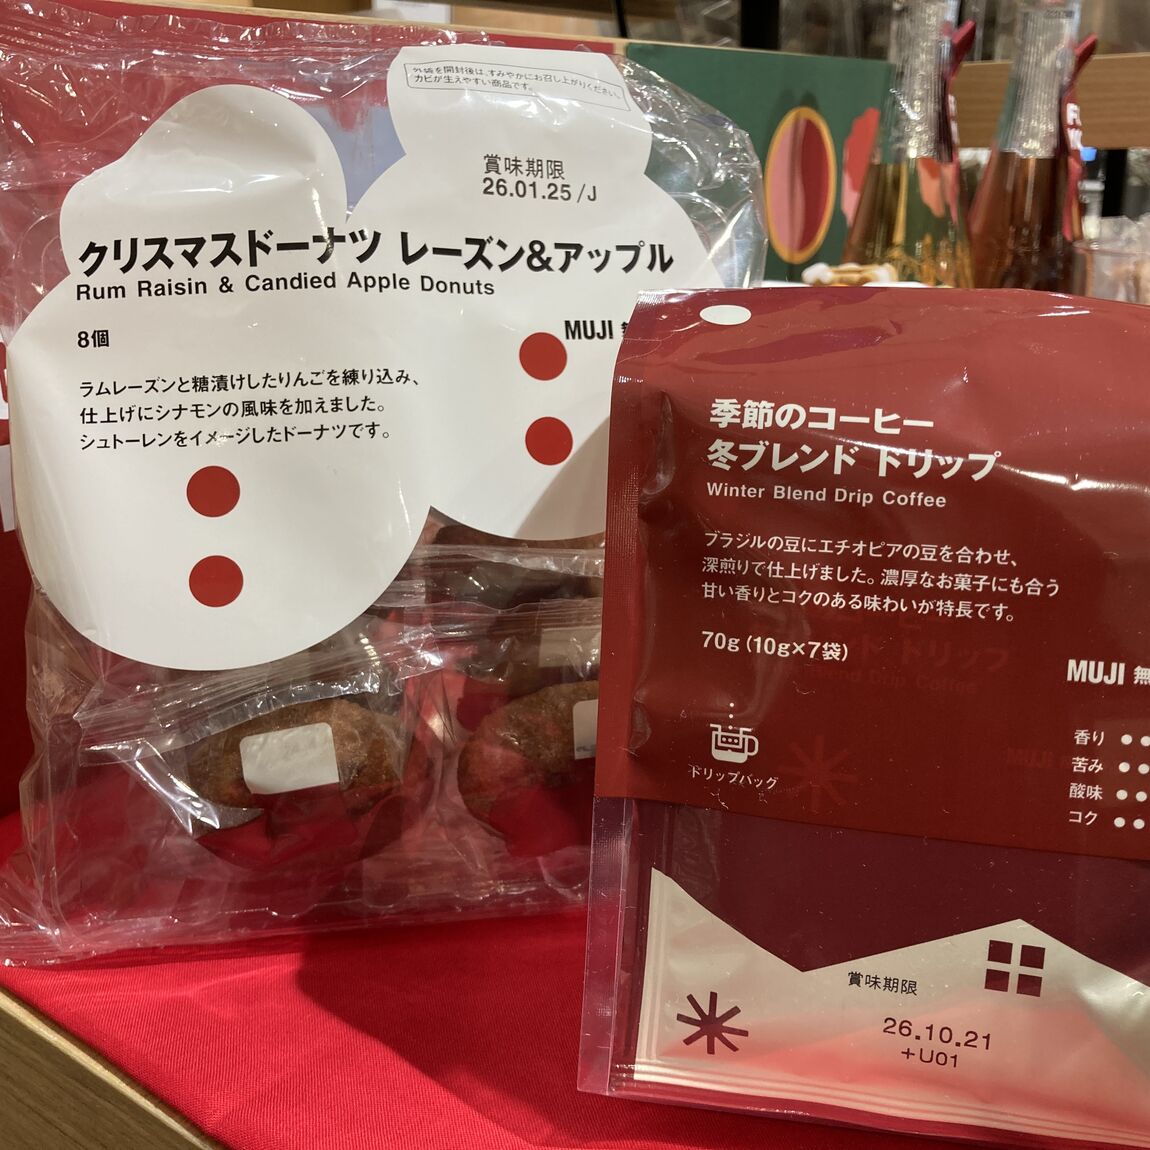 外袋を開封後は、すみやかにお召し上がりください。
カビが生えやすい商品です。
賞味期限
26.01.25/J
クリスマスドーナツ レーズン&アップル
Rum Raisin & Candied Apple Donuts
8個
MUJI
ラムレーズンと糖漬けしたりんごを練り込み、
仕上げにシナモンの風味を加えました。
シュトーレンをイメージしたドーナツです。
季節のコーヒー
冬ブレンド ドリップ
Winter Blend Drip Coffee
ブラジルの豆にエチオピアの豆を合わせ、
深煎りで仕上げました。濃厚なお菓子にも合う
甘い香りとコクのある味わいが特長です。
70g(10g×7袋)
MUJI 無
ドリップバッグ
香り
苦み
酸味
コク
賞味期限
26.10.21
+U01